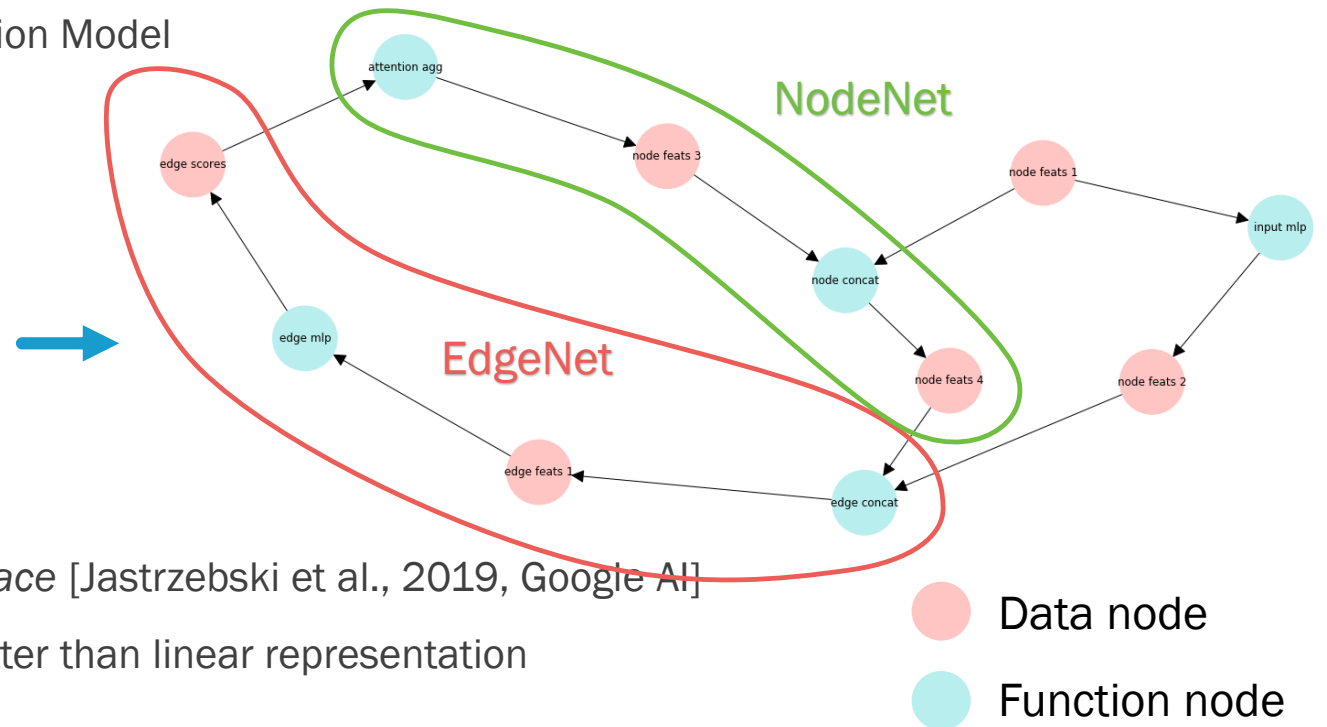 ion Model
attention agg
NodeNet
edge scores
node feats 3
node feats 1
input mlp
node concat
edge mlp
EdgeNet
node feats 4
node feats 2
edge feats 1
edge concat
ace [Jastrzebski et al., 2019, Google AI]
Data node
ter than linear representation
Function node